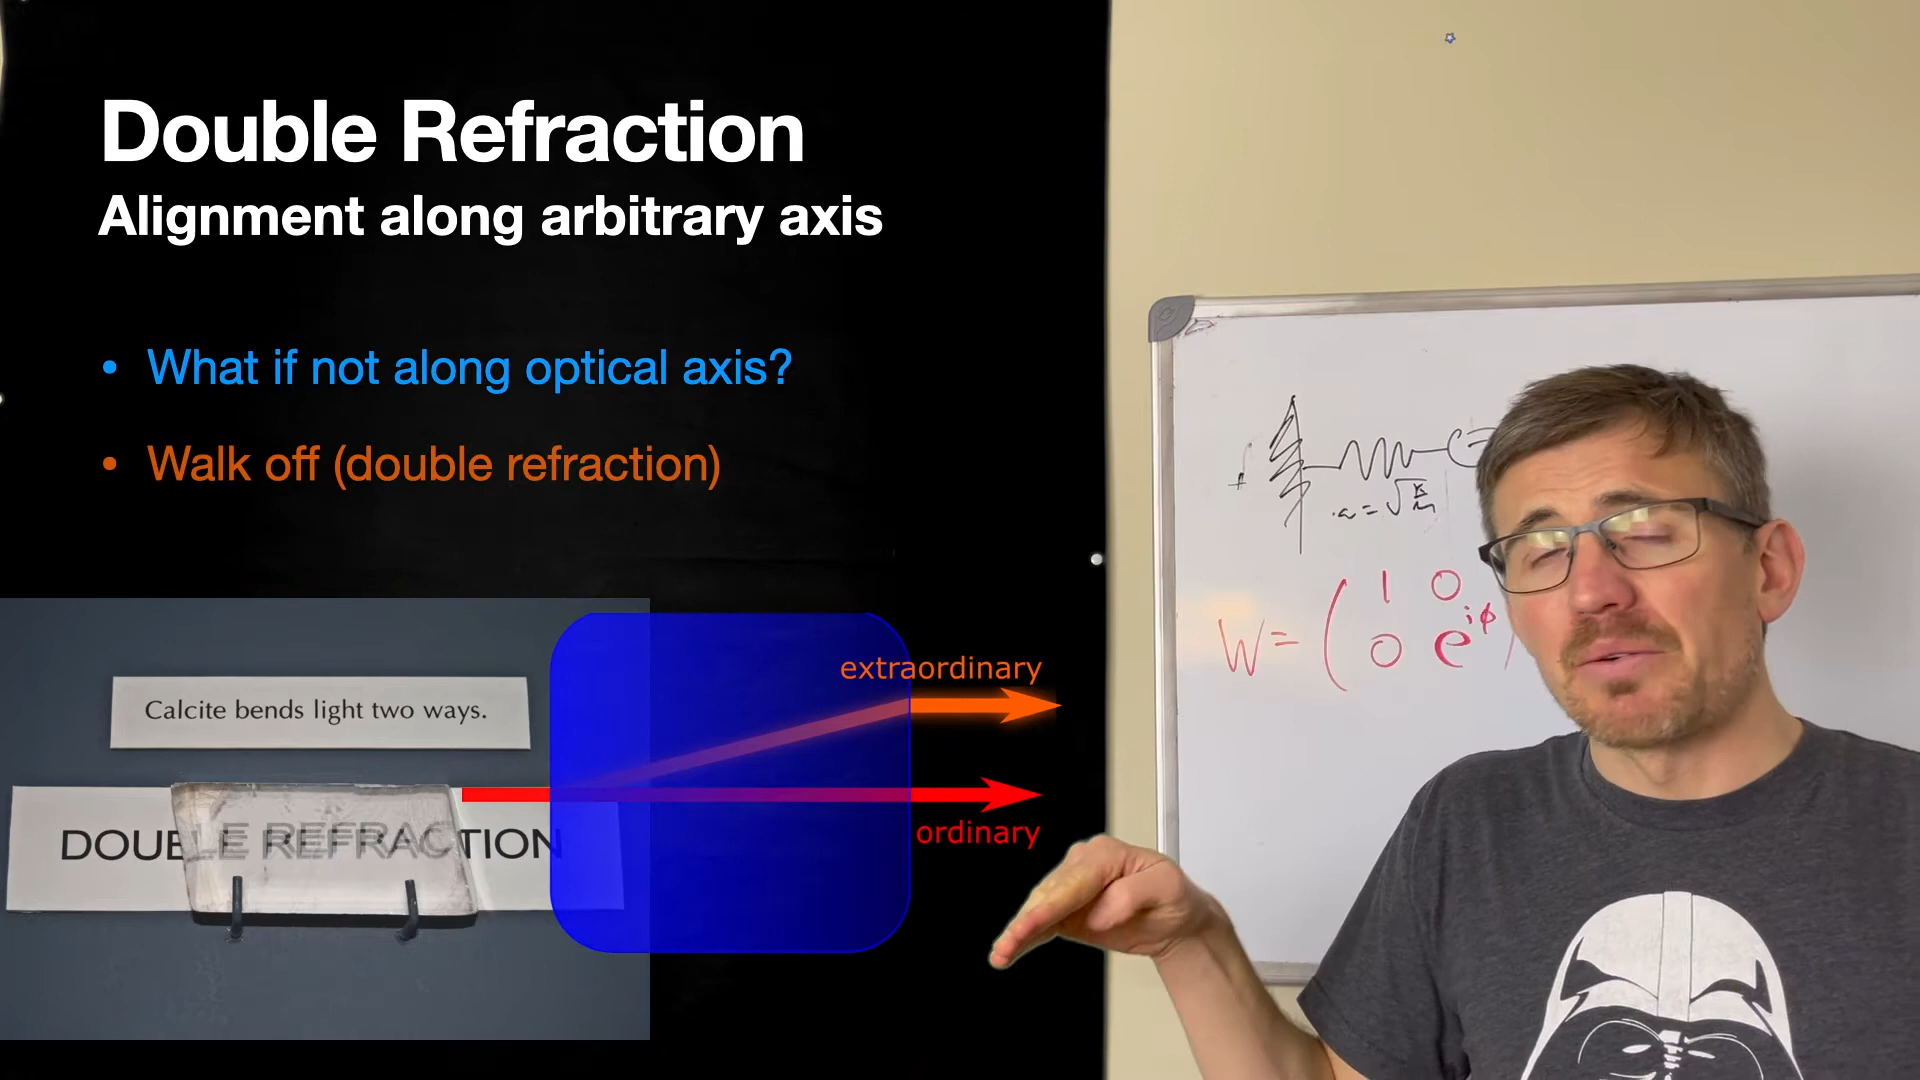 Double Refraction
Alignment along arbitrary axis
• What if not along optical axis?
• Walk off (double refraction)
Calcite bends light two ways.
DOUBLE REFRACTION
extraordinary
ordinary
W = ( 1 0
0 e^{iφ} )